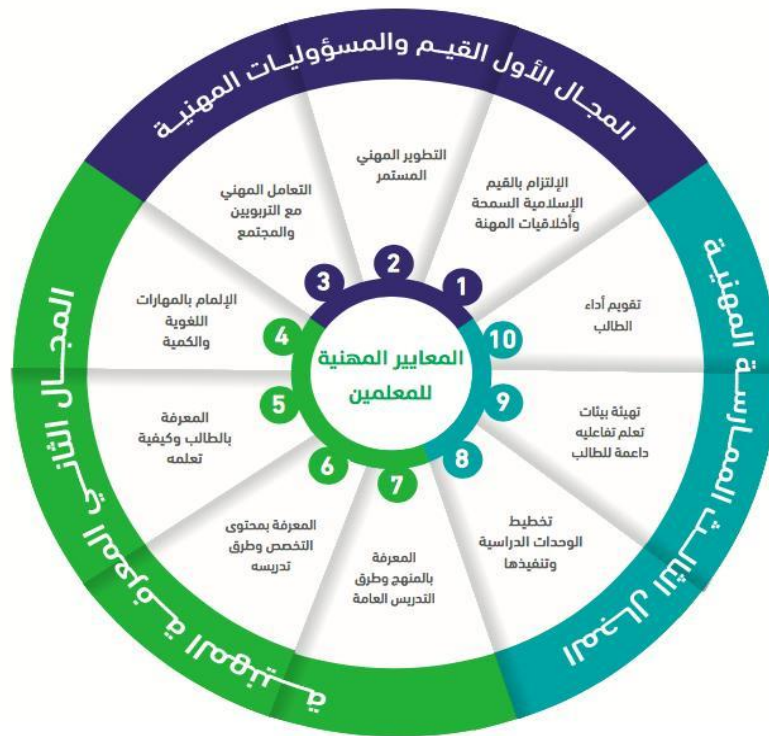 المجال الأول القيم والمسؤوليات المهنية
المعايير المهنية
للمعلمين
1
الإلتزام بالقيم
الإسلامية السمحة
وأخلاقيات المهنة
2
التطوير المهني
المستمر
3
التعامل المهني
مع التربويين
والمجتمع
المجال الثاني المعرفة المهنية
4
الإلمام بالمهارات
اللغوية
والكمية
5
المعرفة
بالطالب وكيفية
تعلمه
6
المعرفة بمحتوى
التخصص وطرق
تدريسه
7
المعرفة
بالمنهج وطرق
التدريس العامة
المجال الثالث الممارسة المهنية
8
تخطيط
الوحدات الدراسية
وتنفيذها
9
تهيئة بيئات
تعلم تفاعليه
داعمة للطالب
10
تقويم أداء
الطالب